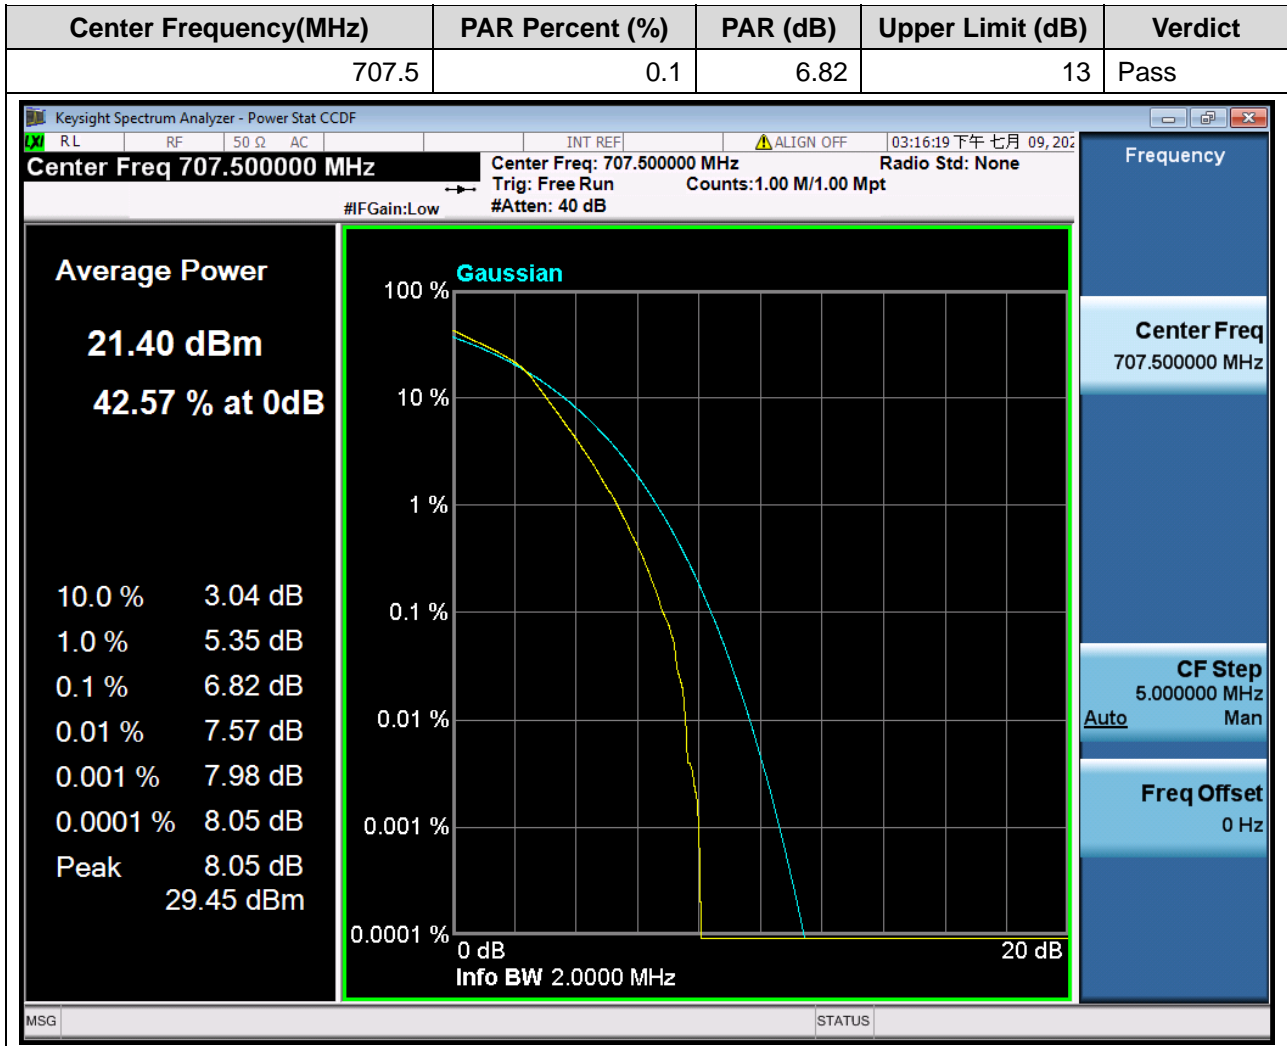 Center Frequency(MHz) PAR Percent (%) PAR (dB) Upper Limit (dB) Verdict
707.5 0.1 6.82 13 Pass
Keysight Spectrum Analyzer - Power Stat CCDF
LXI RL RF 50 Ω AC INT REF ALIGN OFF 03:16:19 下午 七月 09, 202
Center Freq 707.500000 MHz
Center Freq: 707.500000 MHz Radio Std: None
Trig: Free Run Counts:1.00 M/1.00 Mpt
#IFGain:Low #Atten: 40 dB
Average Power
21.40 dBm
42.57 % at 0dB
10.0 % 3.04 dB
1.0 % 5.35 dB
0.1 % 6.82 dB
0.01 % 7.57 dB
0.001 % 7.98 dB
0.0001 % 8.05 dB
Peak 8.05 dB
29.45 dBm
Gaussian
100 %
10 %
1 %
0.1 %
0.01 %
0.001 %
0.0001 %
0 dB 20 dB
Info BW 2.0000 MHz
Frequency
Center Freq
707.500000 MHz
CF Step
5.000000 MHz
Auto Man
Freq Offset
0 Hz
MSG STATUS